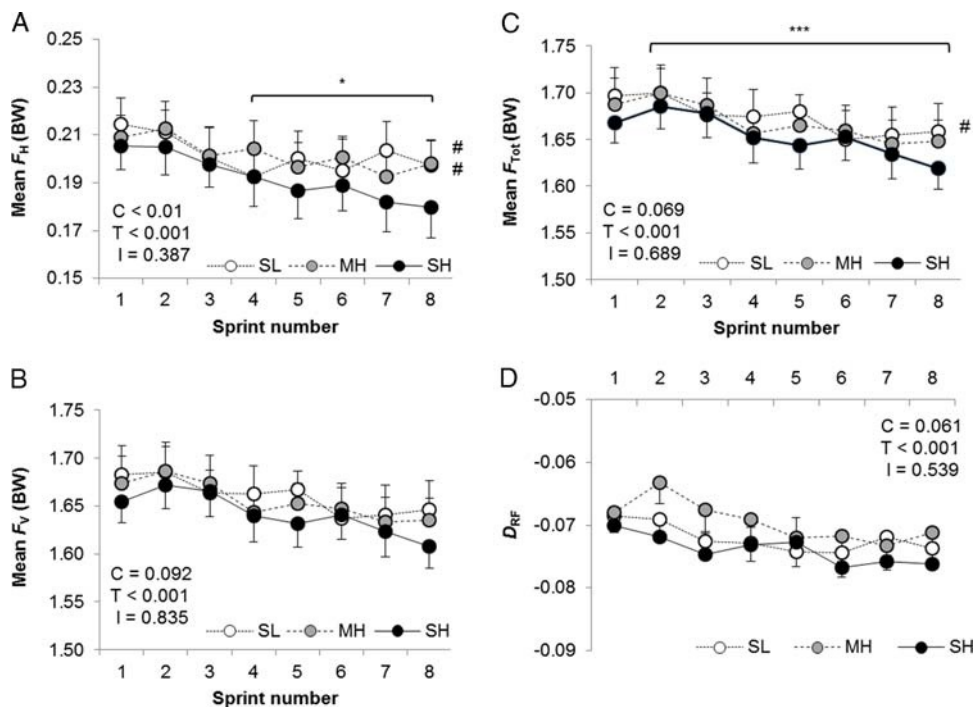 A
Mean FH (BW)
0.25
0.23
0.21
0.19
0.17
0.15
*
#
#
C < 0.01
T < 0.001
I = 0.387
SL MH SH
1 2 3 4 5 6 7 8
Sprint number
B
Mean FV (BW)
1.75
1.70
1.65
1.60
1.55
1.50
C = 0.092
T < 0.001
I = 0.835
SL MH SH
1 2 3 4 5 6 7 8
Sprint number
C
Mean FTot (BW)
1.75
1.70
1.65
1.60
1.55
1.50
***
#
C = 0.069
T < 0.001
I = 0.689
SL MH SH
1 2 3 4 5 6 7 8
Sprint number
D
DRF
1 2 3 4 5 6 7 8
-0.05
-0.06
-0.07
-0.08
-0.09
C = 0.061
T < 0.001
I = 0.539
SL MH SH